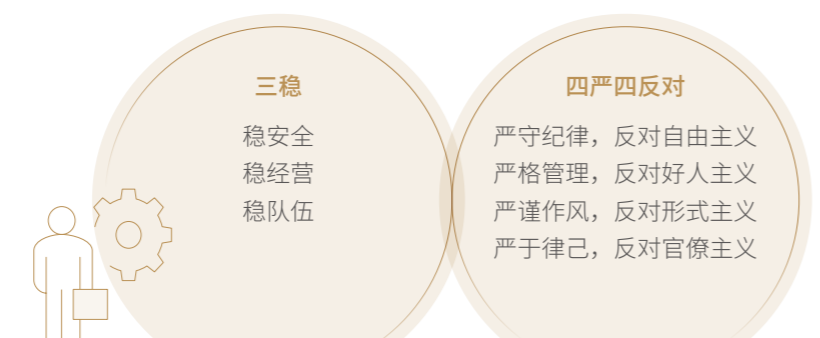 三稳
稳安全
稳经营
稳队伍
四严四反对
严守纪律，反对自由主义
严格管理，反对好人主义
严谨作风，反对形式主义
严于律己，反对官僚主义